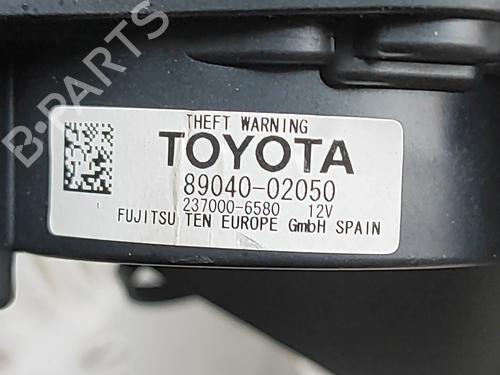 B-PARTS
THEFT WARNING
TOYOTA
89040-02050
237000-6580 12V
FUJITSU TEN EUROPE GmbH SPAIN